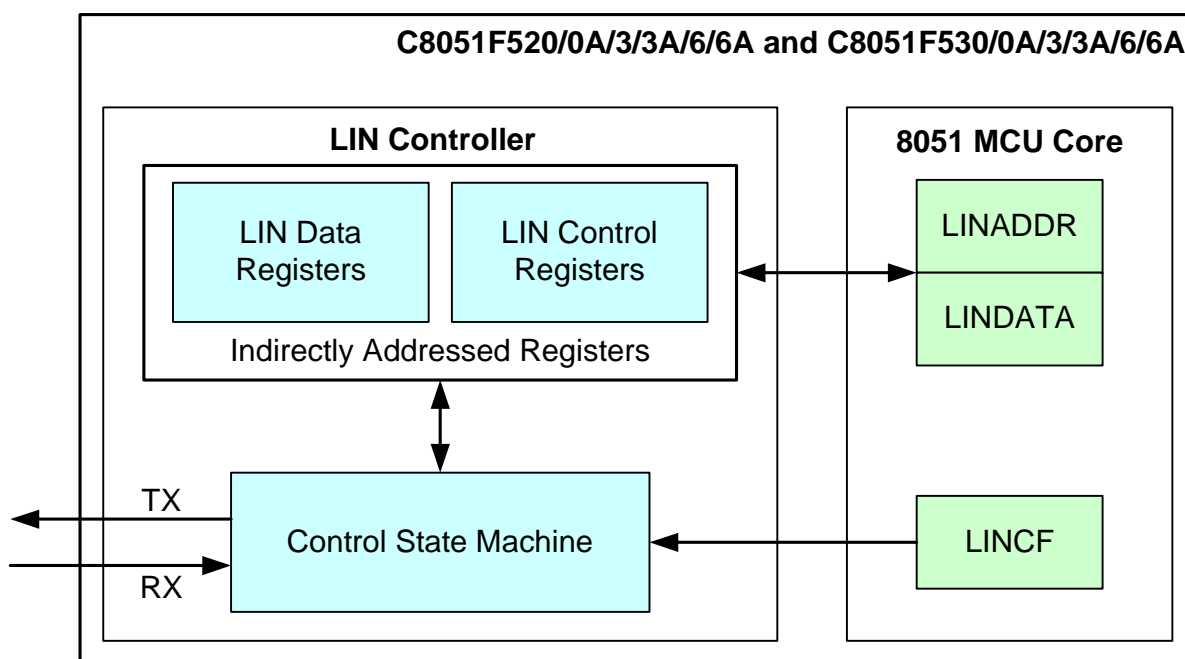 C8051F520/0A/3/3A/6/6A and C8051F530/0A/3/3A/6/6A
LIN Controller
8051 MCU Core
LIN Data
Registers
LIN Control
Registers
Indirectly Addressed Registers
LINADDR
LINDATA
TX
RX
Control State Machine
LINCF